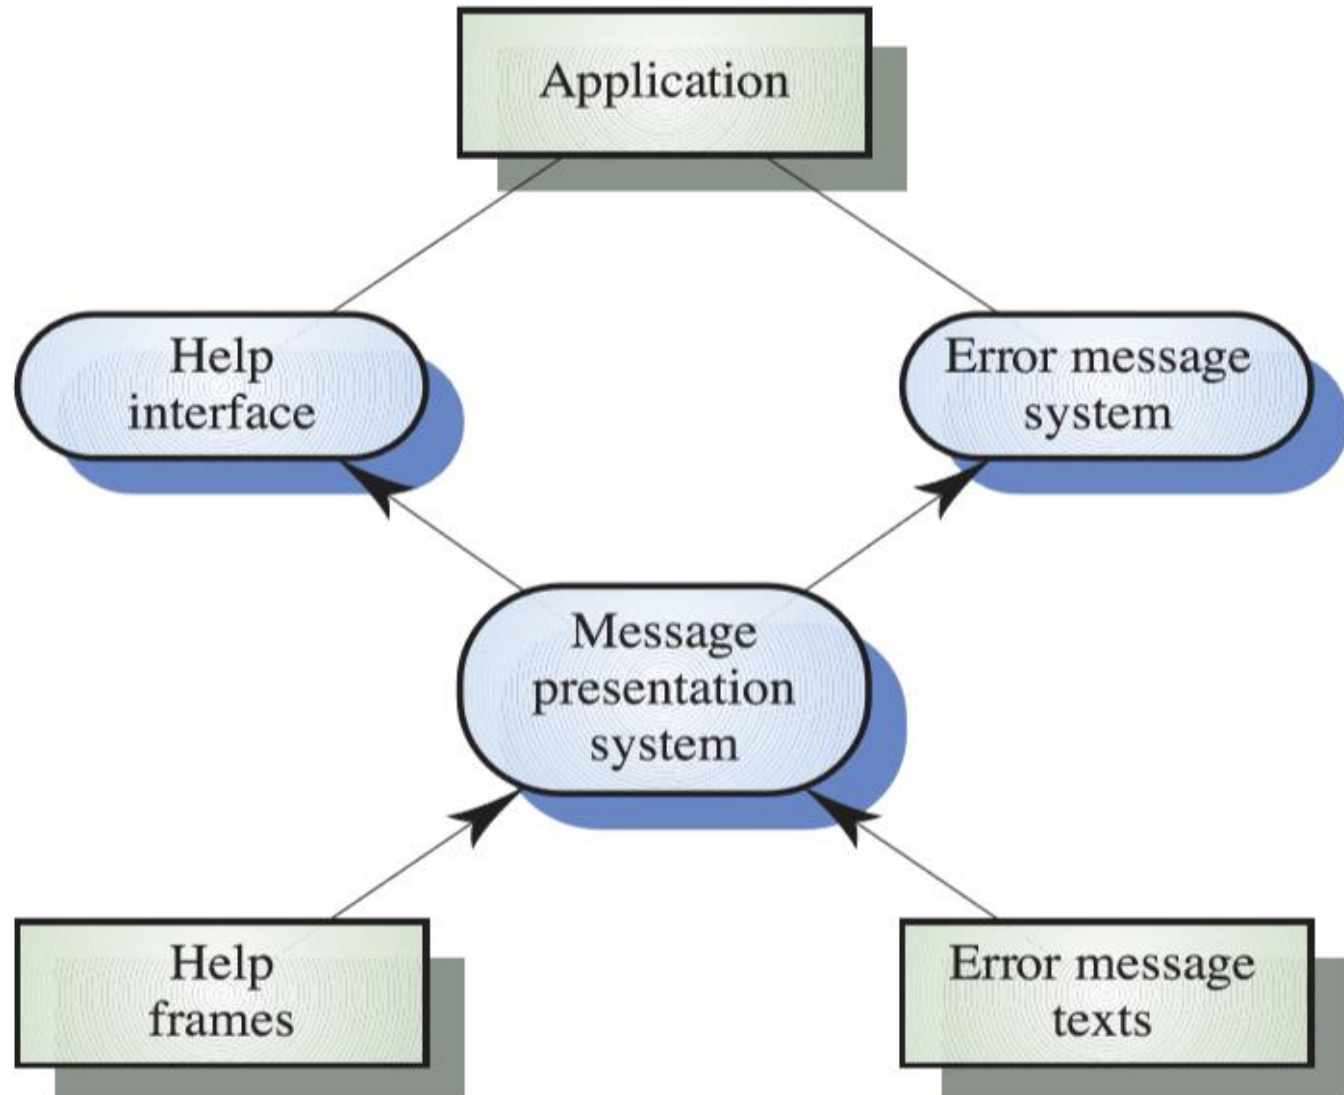 Application
Help
interface
Error message
system
Message
presentation
system
Help
frames
Error message
texts